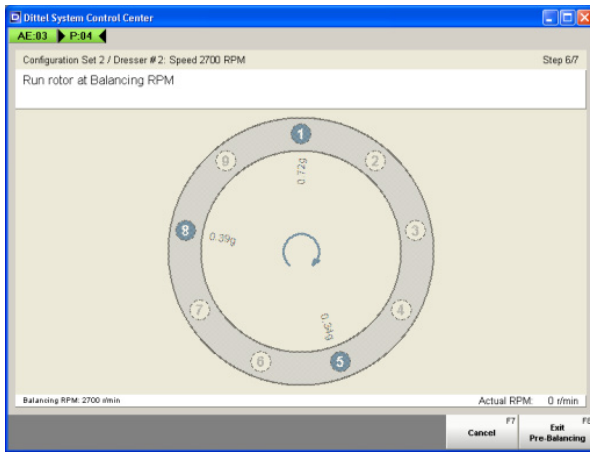 Dittel System Control Center
AE:03 P:04
Configuration Set 2 / Dresser # 2: Speed 2700 RPM Step 6/7
Run rotor at Balancing RPM
1
9 2
0.72g
8 0.39g 3
7 4
0.34g
6 5
Balancing RPM: 2700 r/min Actual RPM: 0 r/min
F7 F8
Cancel Exit
Pre-Balancing